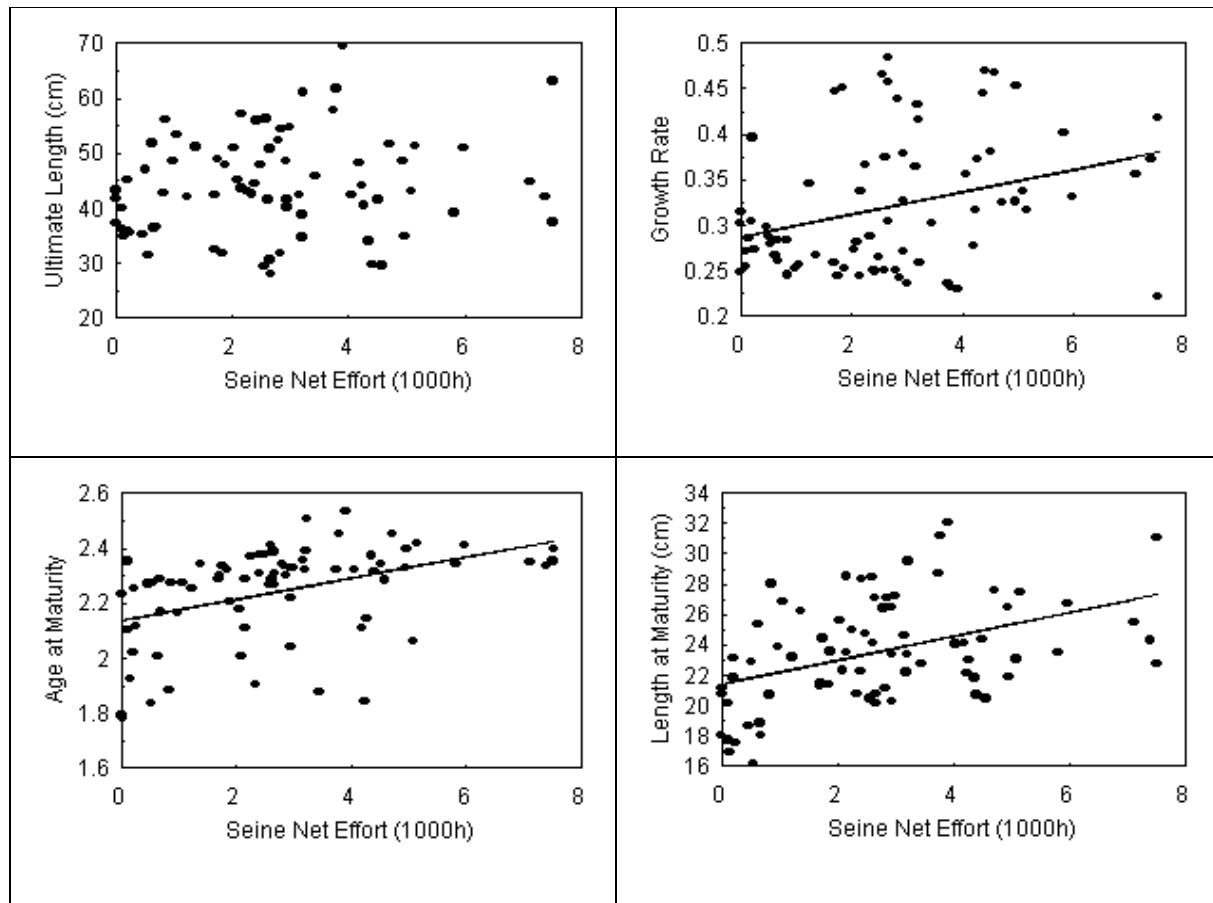 Ultimate Length (cm)
70
60
50
40
30
20
0 2 4 6 8
Seine Net Effort (1000h)
Growth Rate
0.5
0.45
0.4
0.35
0.3
0.25
0.2
0 2 4 6 8
Seine Net Effort (1000h)
Age at Maturity
2.6
2.4
2.2
2
1.8
1.6
0 2 4 6 8
Seine Net Effort (1000h)
Length at Maturity (cm)
34
32
30
28
26
24
22
20
18
16
0 2 4 6 8
Seine Net Effort (1000h)